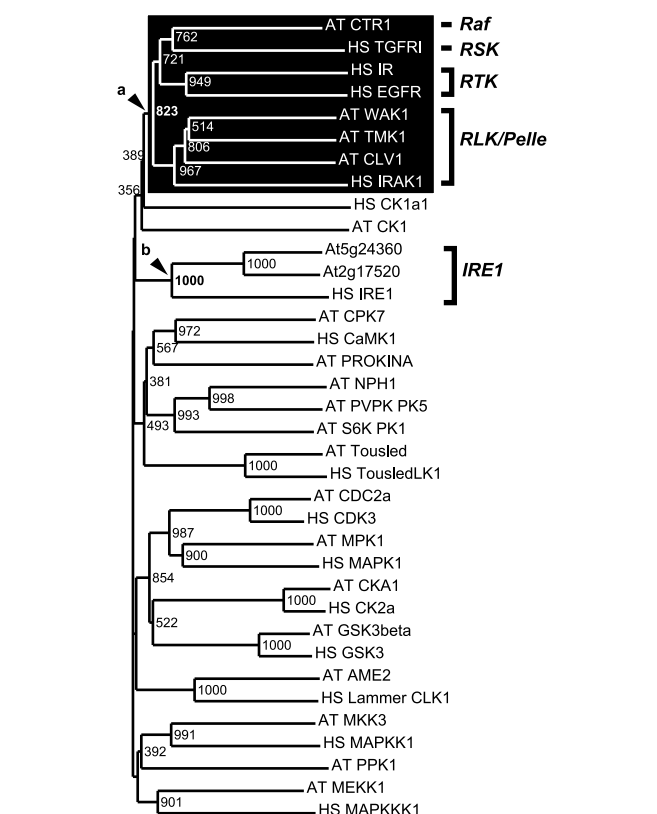 AT CTR1
Raf
762
HS TGFRI
RSK
721
HS IR
949
RTK
HS EGFR
a
823
AT WAK1
514
AT TMK1
RLK/Pelle
806
389
AT CLV1
967
HS IRAK1
356
HS CK1a1
AT CK1
b
At5g24360
1000
At2g17520
IRE1
1000
HS IRE1
AT CPK7
972
HS CaMK1
567
AT PROKINA
381
AT NPH1
998
AT PVPK PK5
993
493
AT S6K PK1
AT Tousled
1000
HS TousledLK1
AT CDC2a
1000
HS CDK3
987
AT MPK1
900
HS MAPK1
854
AT CKA1
1000
HS CK2a
522
AT GSK3beta
1000
HS GSK3
AT AME2
1000
HS Lammer CLK1
AT MKK3
991
HS MAPKK1
392
AT PPK1
AT MEKK1
901
HS MAPKKK1